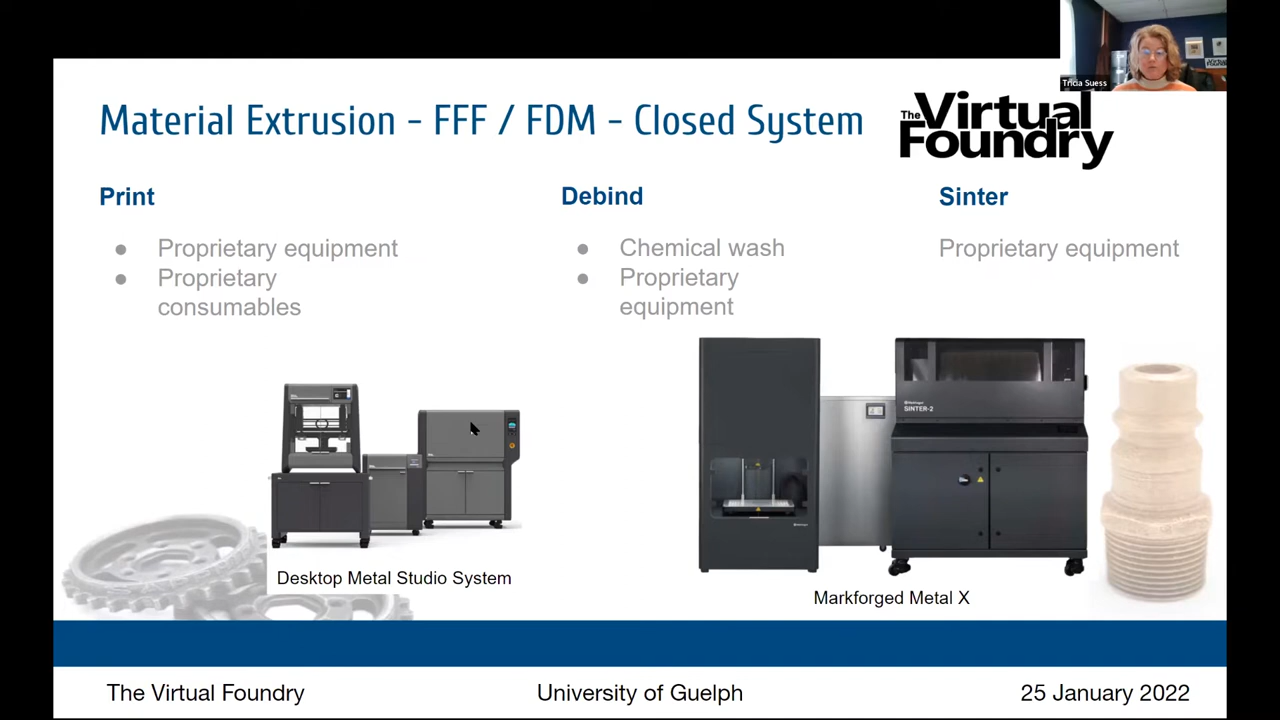 Tricia Suess
Material Extrusion - FFF / FDM - Closed System
The Virtual
Foundry
Print
Debind
Sinter
● Proprietary equipment
● Proprietary
consumables
● Chemical wash
● Proprietary
equipment
Proprietary equipment
SINTER-2
Desktop Metal Studio System
Markforged Metal X
The Virtual Foundry
University of Guelph
25 January 2022